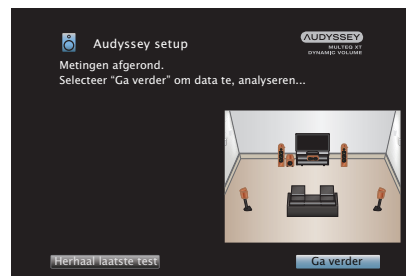 Audyssey setup
AUDYSSEY
MULTEQ XT
DYNAMIC VOLUME
Metingen afgerond.
Selecteer “Ga verder” om data te, analyseren...
Herhaal laatste test
Ga verder